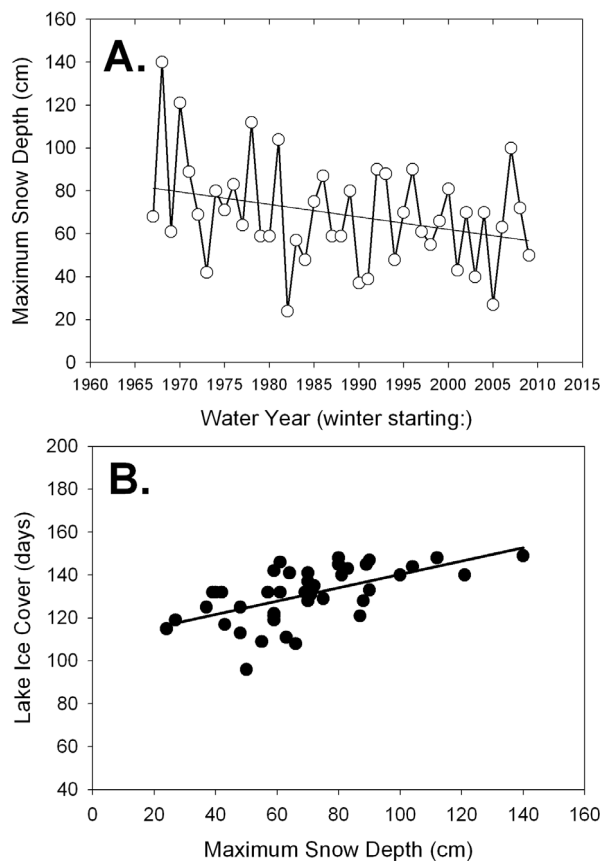 A.
Maximum Snow Depth (cm)
160
140
120
100
80
60
40
20
0
1960 1965 1970 1975 1980 1985 1990 1995 2000 2005 2010 2015
Water Year (winter starting:)
B.
Lake Ice Cover (days)
200
180
160
140
120
100
80
60
40
0 20 40 60 80 100 120 140 160
Maximum Snow Depth (cm)